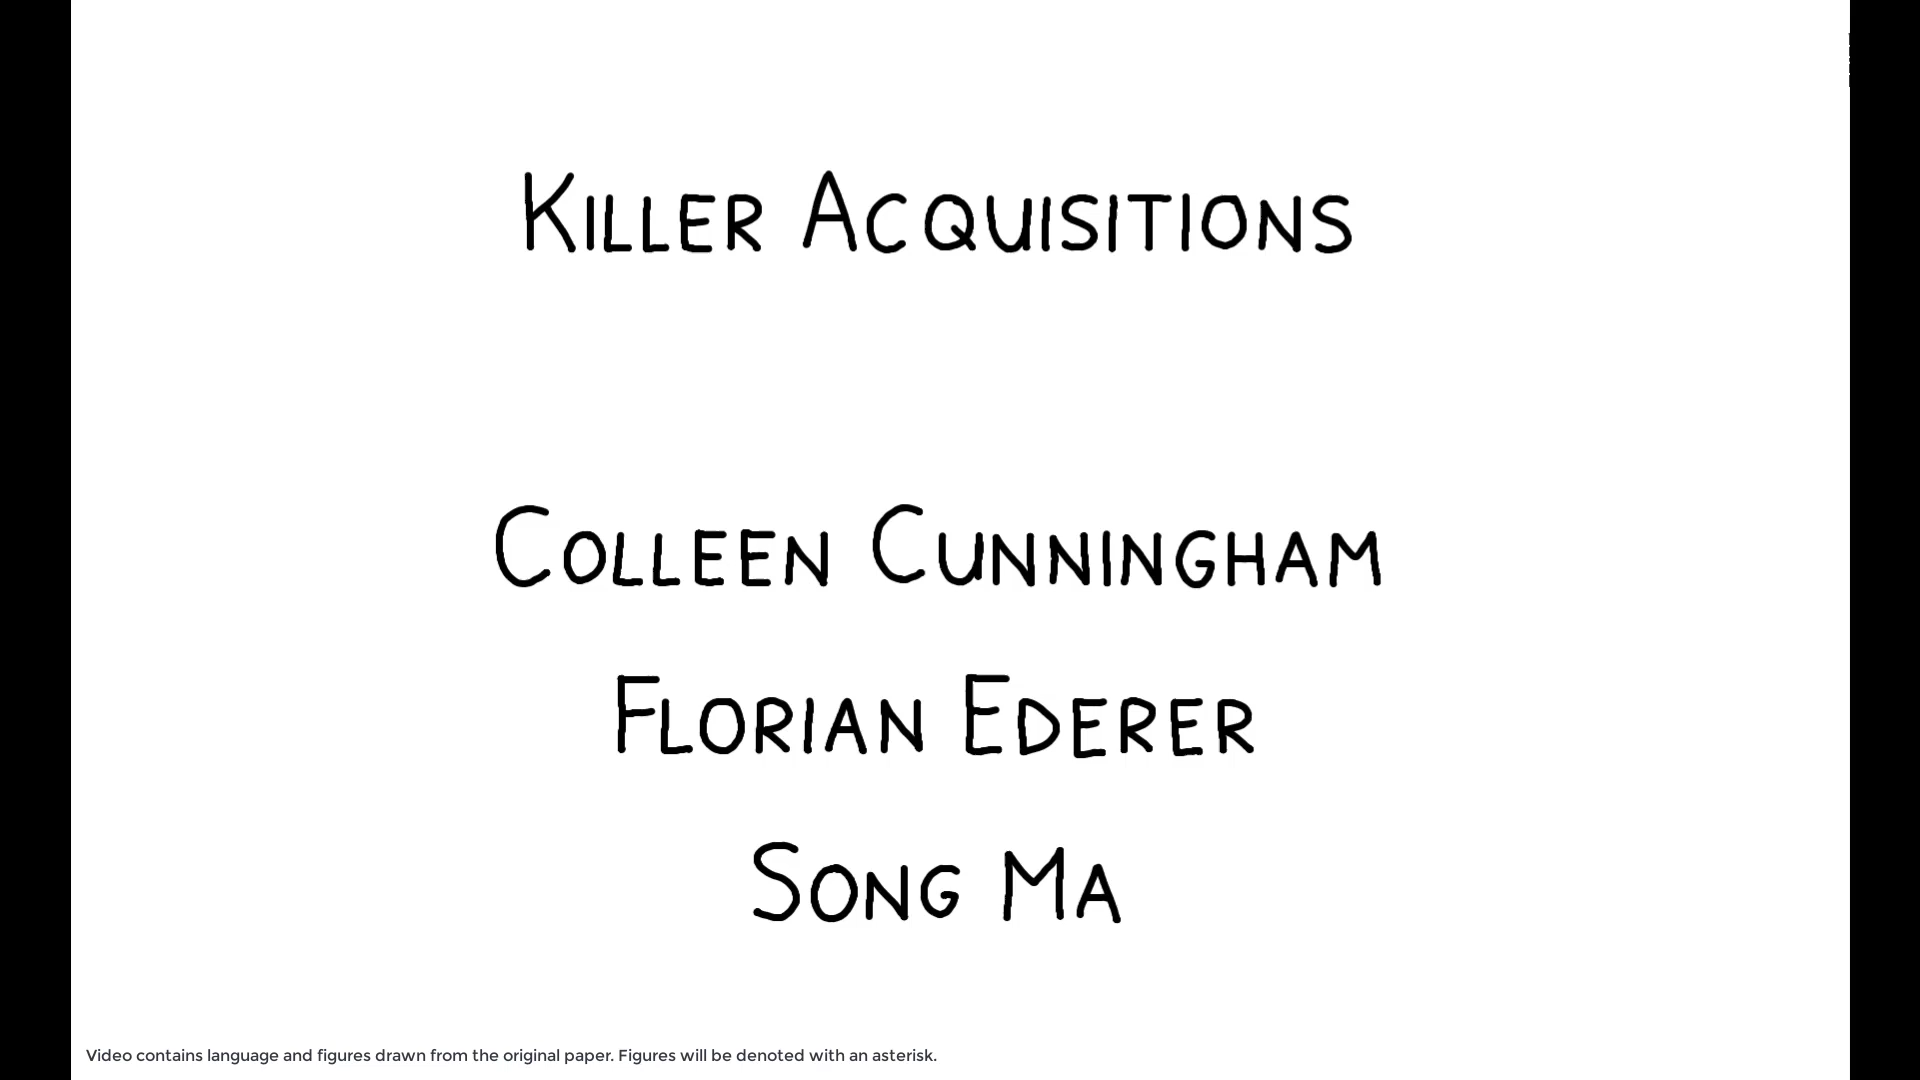 Killer Acquisitions
Colleen Cunningham
Florian Ederer
Song Ma
Video contains language and figures drawn from the original paper. Figures will be denoted with an asterisk.